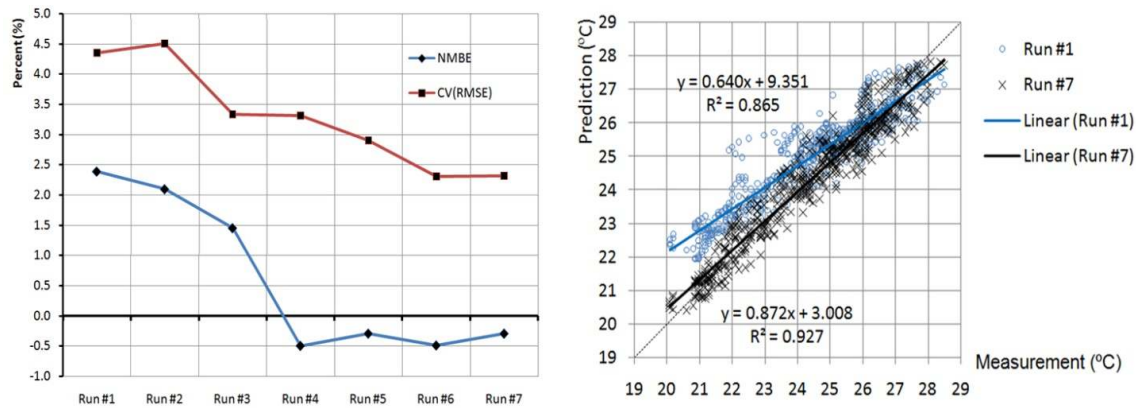 Percent (%)
5.0
4.5
4.0
3.5
3.0
2.5
2.0
1.5
1.0
0.5
0.0
-0.5
-1.0
NMBE
CV(RMSE)
Run #1 Run #2 Run #3 Run #4 Run #5 Run #6 Run #7
Prediction (ºC)
29
28
27
26
25
24
23
22
21
20
19
y = 0.640x + 9.351
R² = 0.865
y = 0.872x + 3.008
R² = 0.927
19 20 21 22 23 24 25 26 27 28 29
Measurement (ºC)
Run #1
Run #7
Linear (Run #1)
Linear (Run #7)